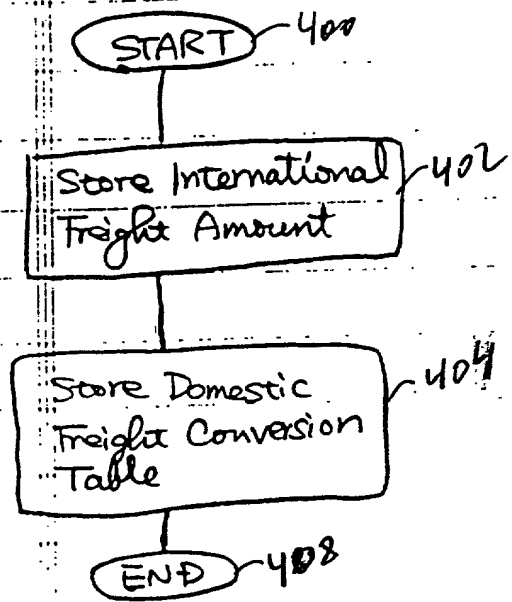 START
400
Store International
402
Freight Amount
404
Store Domestic
Freight Conversion
Table
END
408